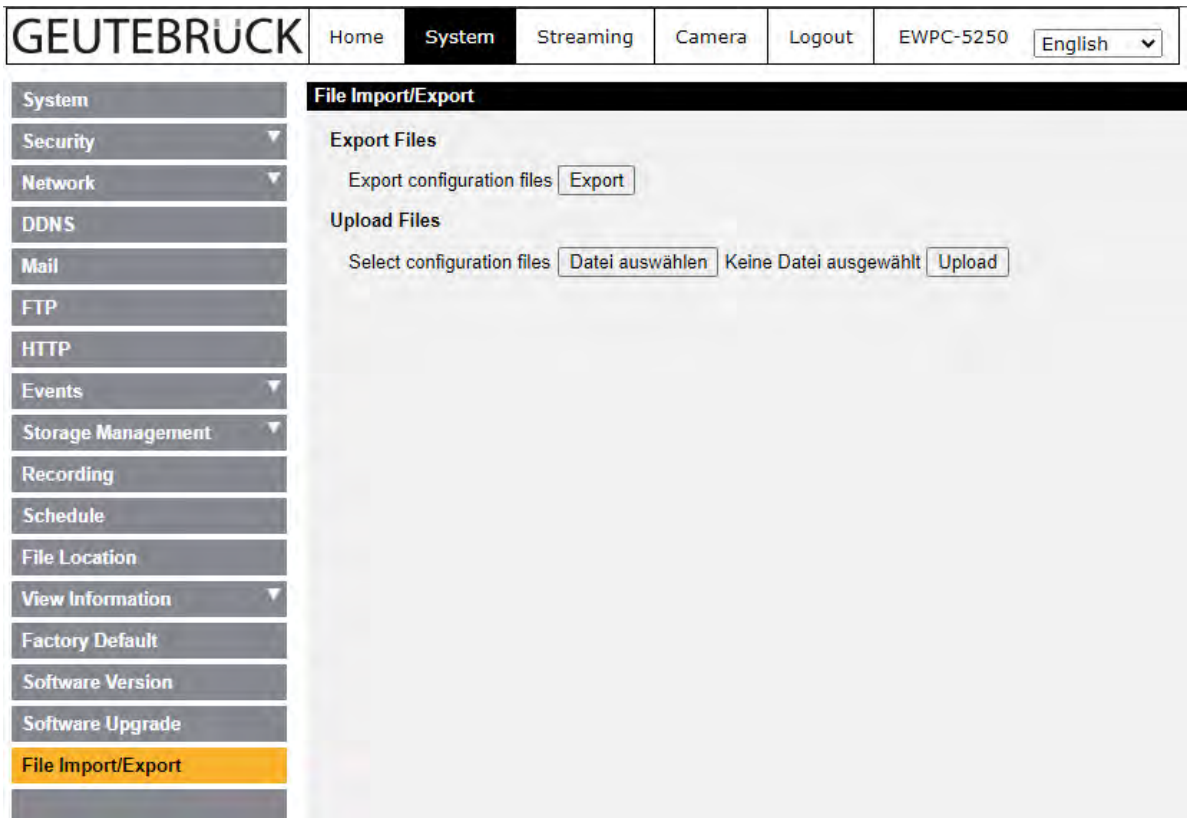 GEUTEBRÜCK
Home System Streaming Camera Logout EWPC-5250 English
System
Security
Network
DDNS
Mail
FTP
HTTP
Events
Storage Management
Recording
Schedule
File Location
View Information
Factory Default
Software Version
Software Upgrade
File Import/Export
File Import/Export
Export Files
Export configuration files Export
Upload Files
Select configuration files Datei auswählen Keine Datei ausgewählt Upload